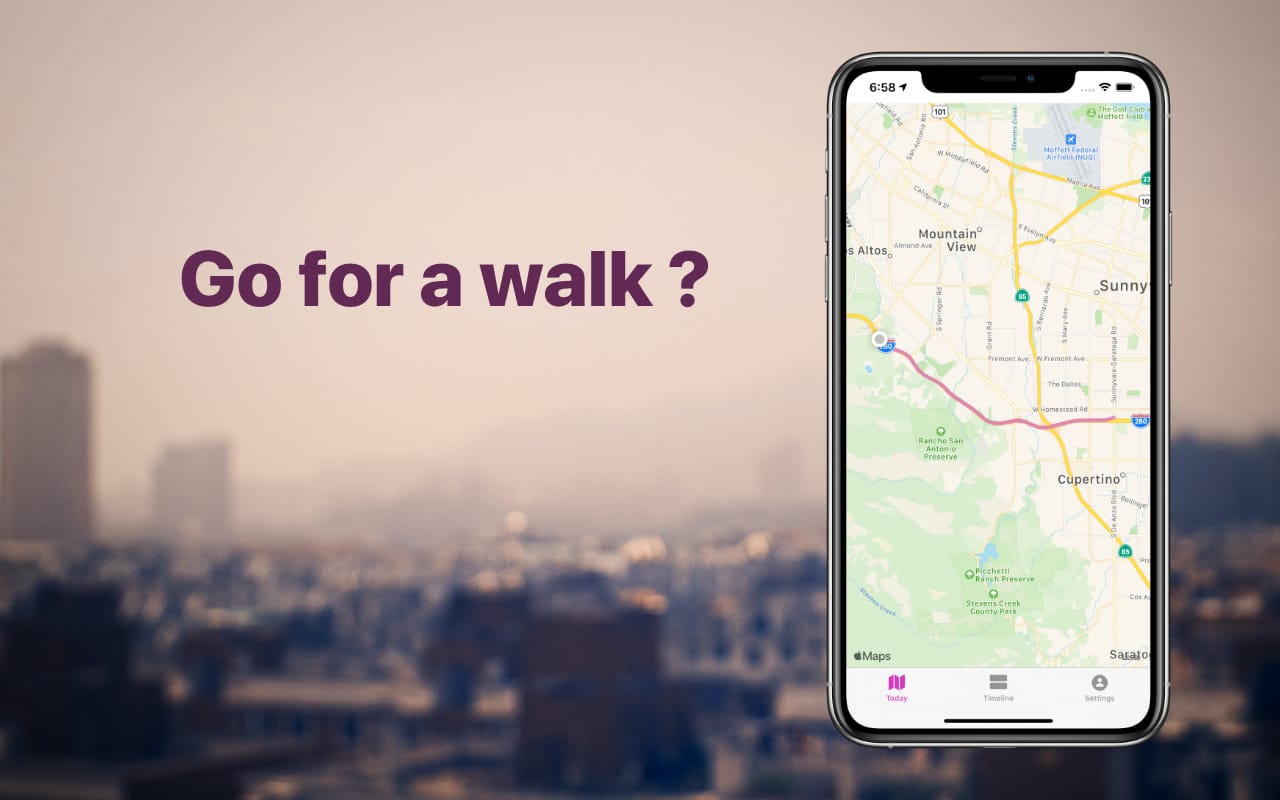 Go for a walk ?
6:58
101
The Golf Club
Moffett Field
San Antonio Rd
Stevens Creek
Moffett Federal
Airfield (NUQ)
W Middlefield Rd
Manila Ave
California St
101
Mountain
View
E Evelyn Ave
os Altos
Almond Ave
Sunny
85
S Springer Rd
Grant Rd
S Bernardo Ave
S Mary Ave
Sunnyvale-Saratoga Rd
280
Fremont Ave
W Fremont Ave
The Dalles
W Homestead Rd
280
Rancho San
Antonio
Preserve
Cupertino
S De Anza Blvd
Bollinger
85
Picchetti
Ranch Preserve
Stevens Creek
County Park
Stevens Creek
Cox Av
Maps
Sarato
Today
Timeline
Settings